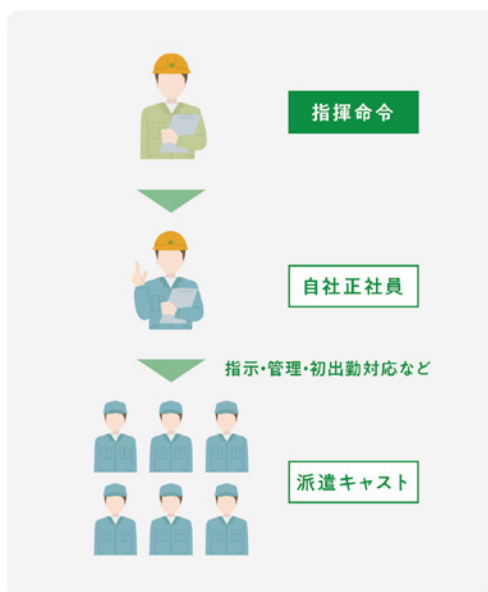 指揮命令
自社正社員
指示・管理・初出勤対応など
派遣キャスト